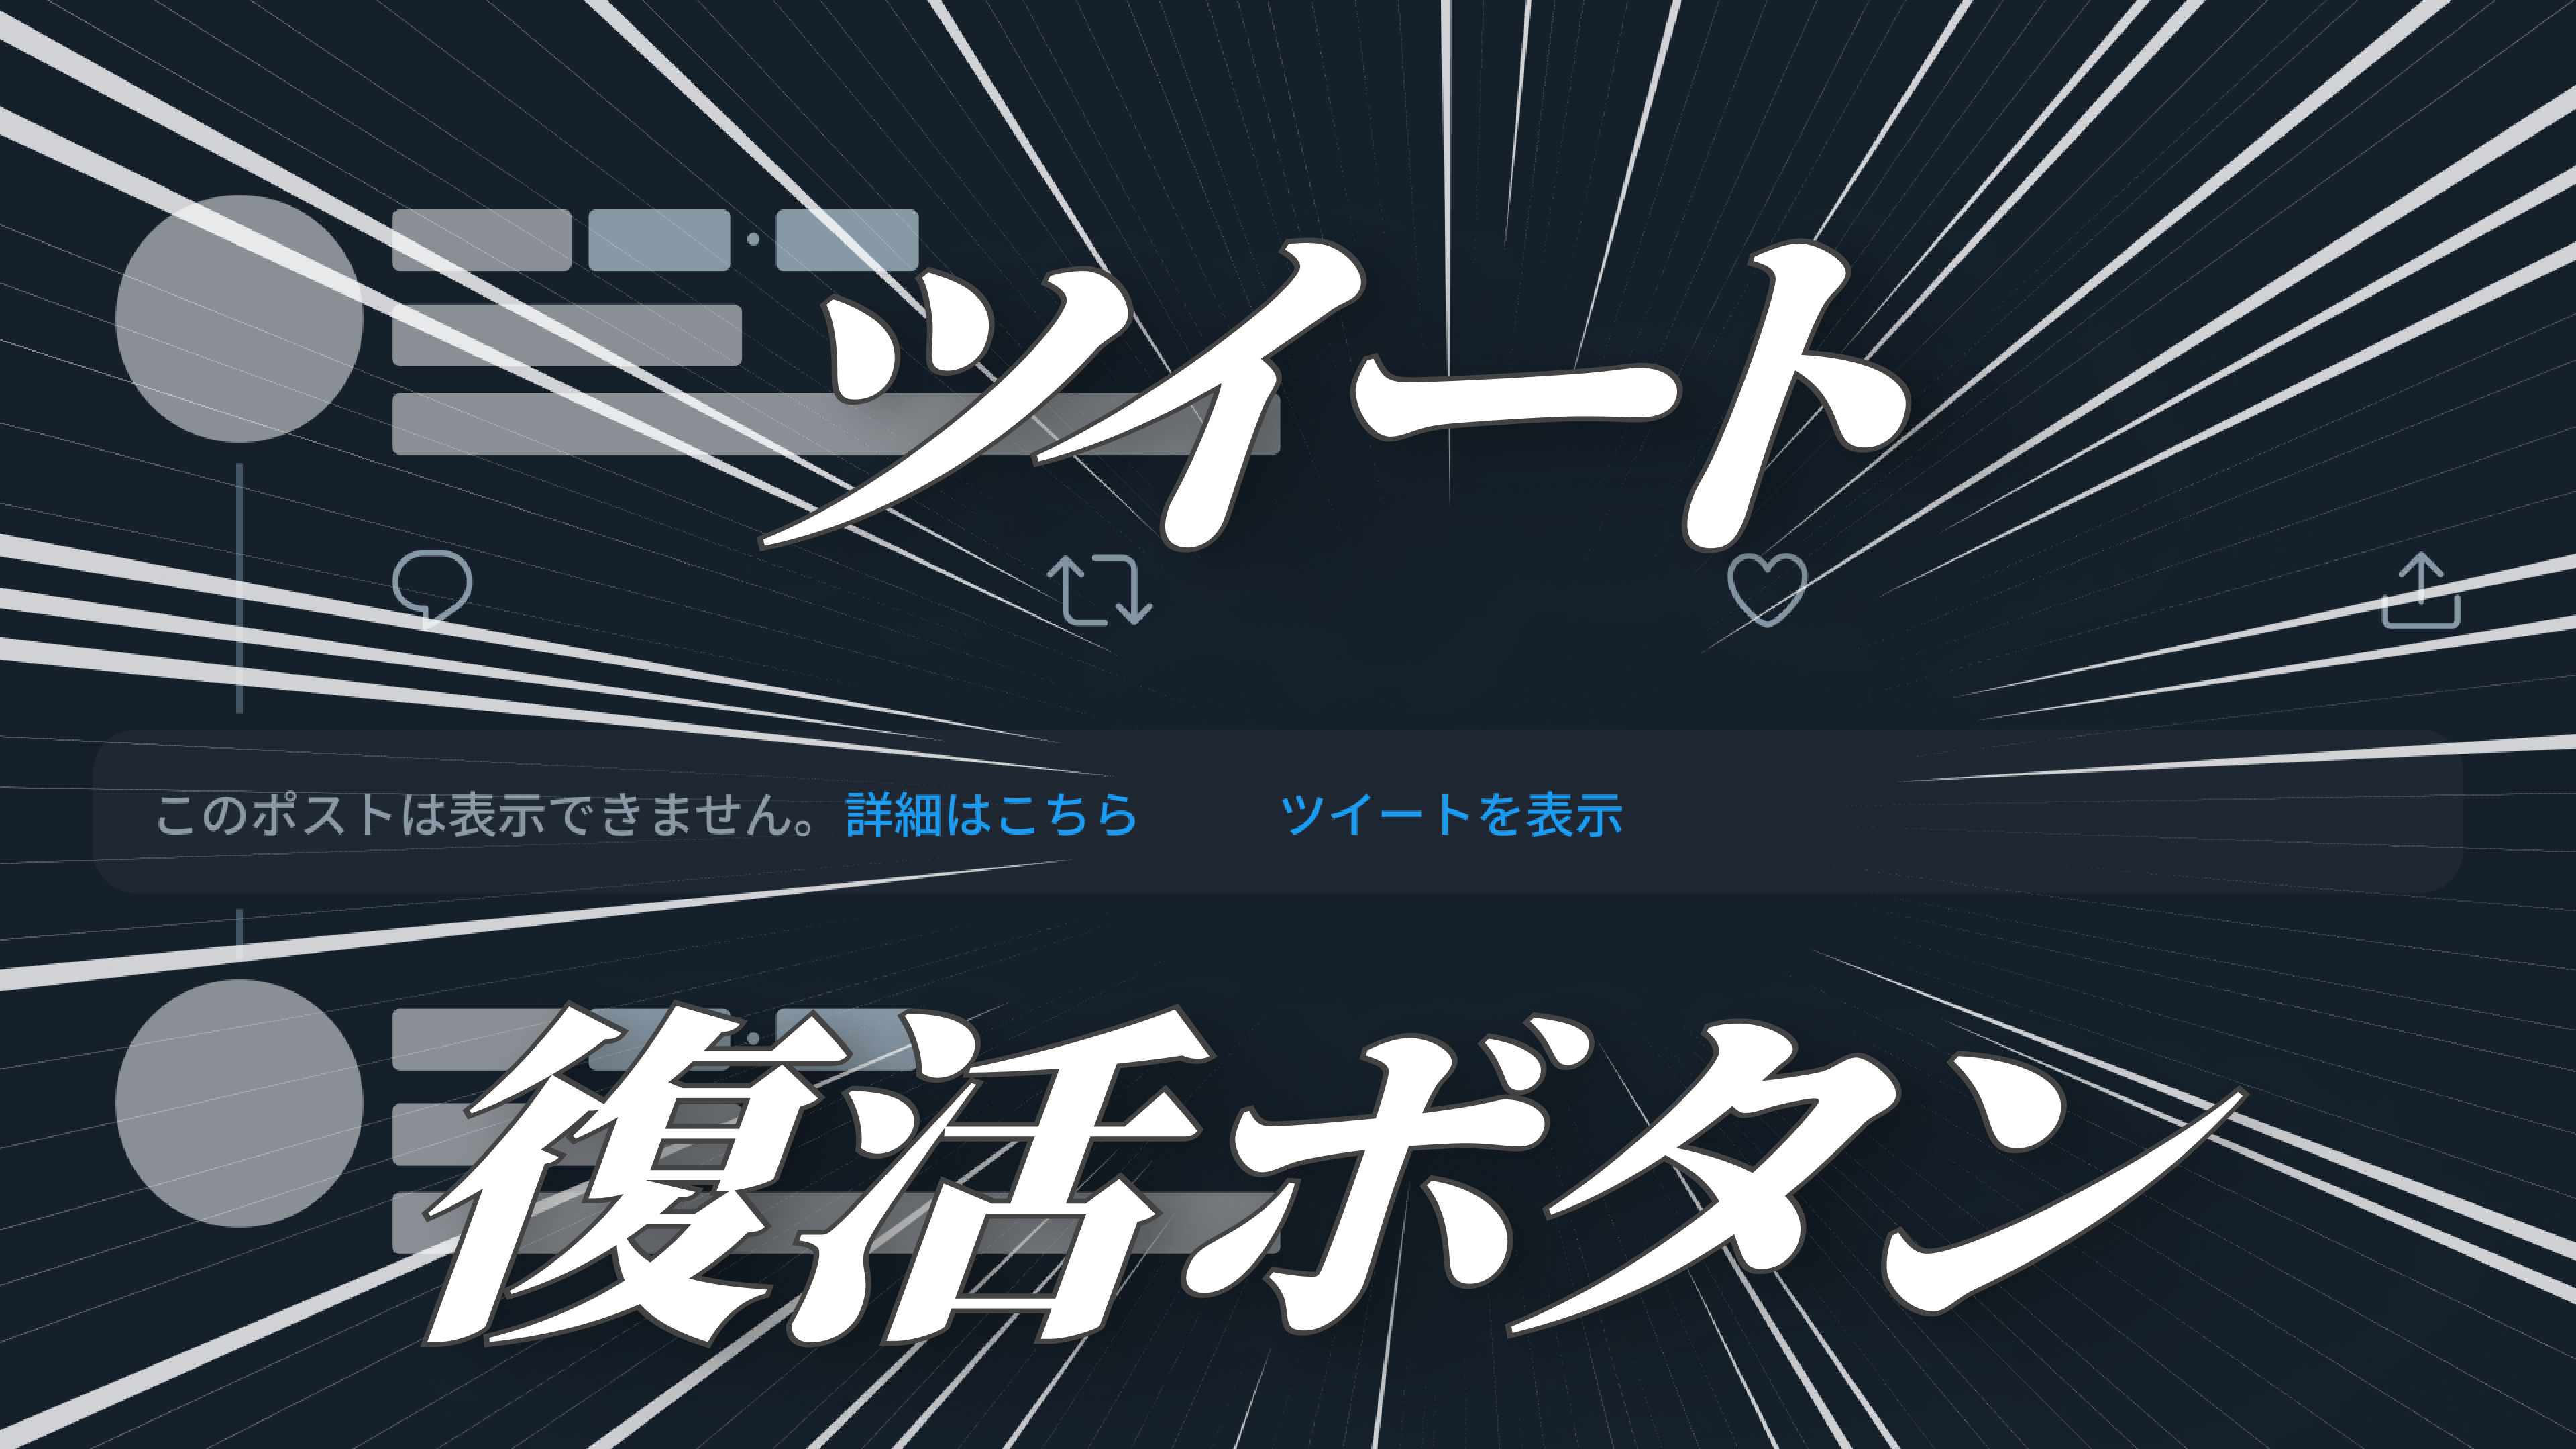 ツイート
このポストは表示できません。詳細はこちら ツイートを表示
復活ボタン